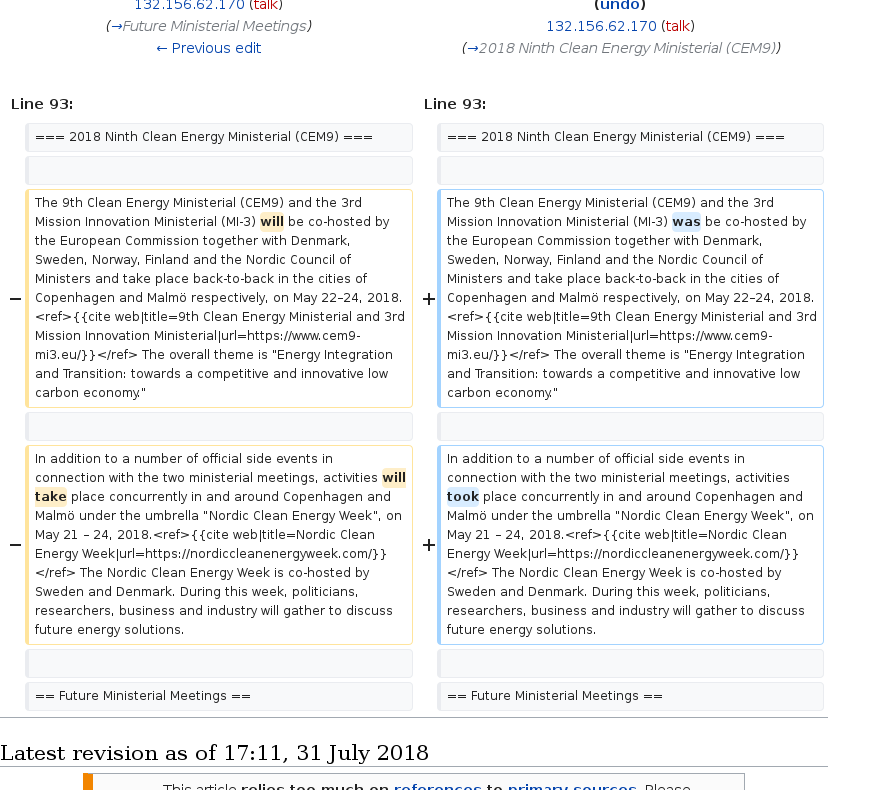 132.156.62.170 (talk)
(→Future Ministerial Meetings)
← Previous edit
(undo)
132.156.62.170 (talk)
(→2018 Ninth Clean Energy Ministerial (CEM9))
Line 93:
=== 2018 Ninth Clean Energy Ministerial (CEM9) ===
− The 9th Clean Energy Ministerial (CEM9) and the 3rd
Mission Innovation Ministerial (MI-3) will be co-hosted by
the European Commission together with Denmark,
Sweden, Norway, Finland and the Nordic Council of
Ministers and take place back-to-back in the cities of
Copenhagen and Malmö respectively, on May 22–24, 2018.
<ref>{{cite web|title=9th Clean Energy Ministerial and 3rd
Mission Innovation Ministerial|url=https://www.cem9-
mi3.eu/}}</ref> The overall theme is "Energy Integration
and Transition: towards a competitive and innovative low
carbon economy."
− In addition to a number of official side events in
connection with the two ministerial meetings, activities will
take place concurrently in and around Copenhagen and
Malmö under the umbrella "Nordic Clean Energy Week", on
May 21 – 24, 2018.<ref>{{cite web|title=Nordic Clean
Energy Week|url=https://nordiccleanenergyweek.com/}}
</ref> The Nordic Clean Energy Week is co-hosted by
Sweden and Denmark. During this week, politicians,
researchers, business and industry will gather to discuss
future energy solutions.
== Future Ministerial Meetings ==
Line 93:
=== 2018 Ninth Clean Energy Ministerial (CEM9) ===
+ The 9th Clean Energy Ministerial (CEM9) and the 3rd
Mission Innovation Ministerial (MI-3) was be co-hosted by
the European Commission together with Denmark,
Sweden, Norway, Finland and the Nordic Council of
Ministers and take place back-to-back in the cities of
Copenhagen and Malmö respectively, on May 22–24, 2018.
<ref>{{cite web|title=9th Clean Energy Ministerial and 3rd
Mission Innovation Ministerial|url=https://www.cem9-
mi3.eu/}}</ref> The overall theme is "Energy Integration
and Transition: towards a competitive and innovative low
carbon economy."
+ In addition to a number of official side events in
connection with the two ministerial meetings, activities
took place concurrently in and around Copenhagen and
Malmö under the umbrella "Nordic Clean Energy Week", on
May 21 – 24, 2018.<ref>{{cite web|title=Nordic Clean
Energy Week|url=https://nordiccleanenergyweek.com/}}
</ref> The Nordic Clean Energy Week is co-hosted by
Sweden and Denmark. During this week, politicians,
researchers, business and industry will gather to discuss
future energy solutions.
== Future Ministerial Meetings ==
Latest revision as of 17:11, 31 July 2018
This article relies too much on references to primary sources. Please